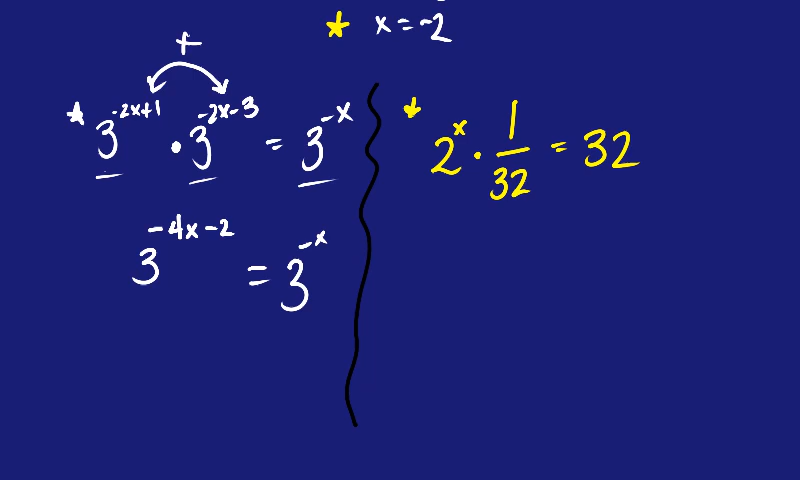 * x = -2
+
* 3^{-2x+1} · 3^{-2x-3} = 3^{-x}
3^{-4x-2} = 3^{-x}
* 2^x · 1/32 = 32